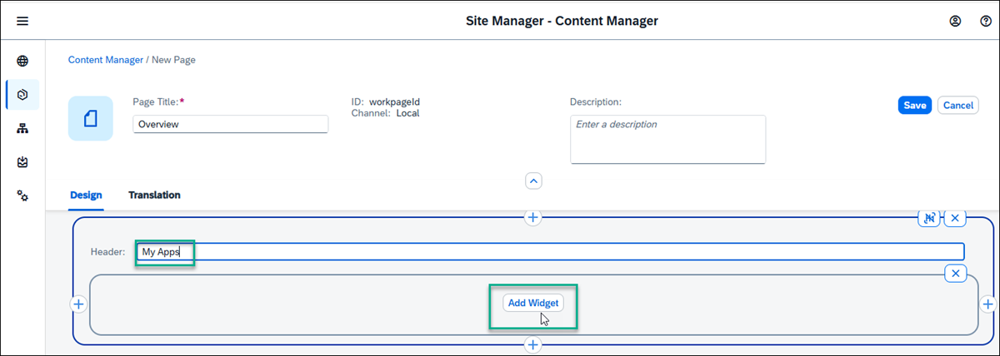 Site Manager - Content Manager
Content Manager / New Page
Page Title:*
ID: workpageId
Channel: Local
Description:
Save
Cancel
Overview
Enter a description
Design
Translation
Header:
My Apps
Add Widget